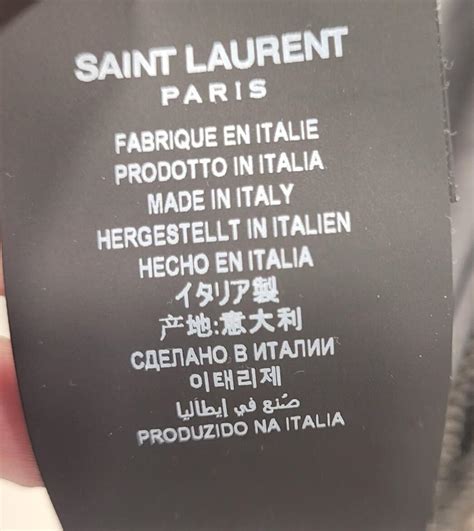 SAINT LAURENT
PARIS
FABRIQUE EN ITALIE
PRODOTTO IN ITALIA
MADE IN ITALY
HERGESTELLT IN ITALIEN
HECHO EN ITALIA
イタリア製
产地:意大利
СДЕЛАНО В ИТАЛИИ
이태리제
صُنع في إيطاليا
PRODUZIDO NA ITALIA